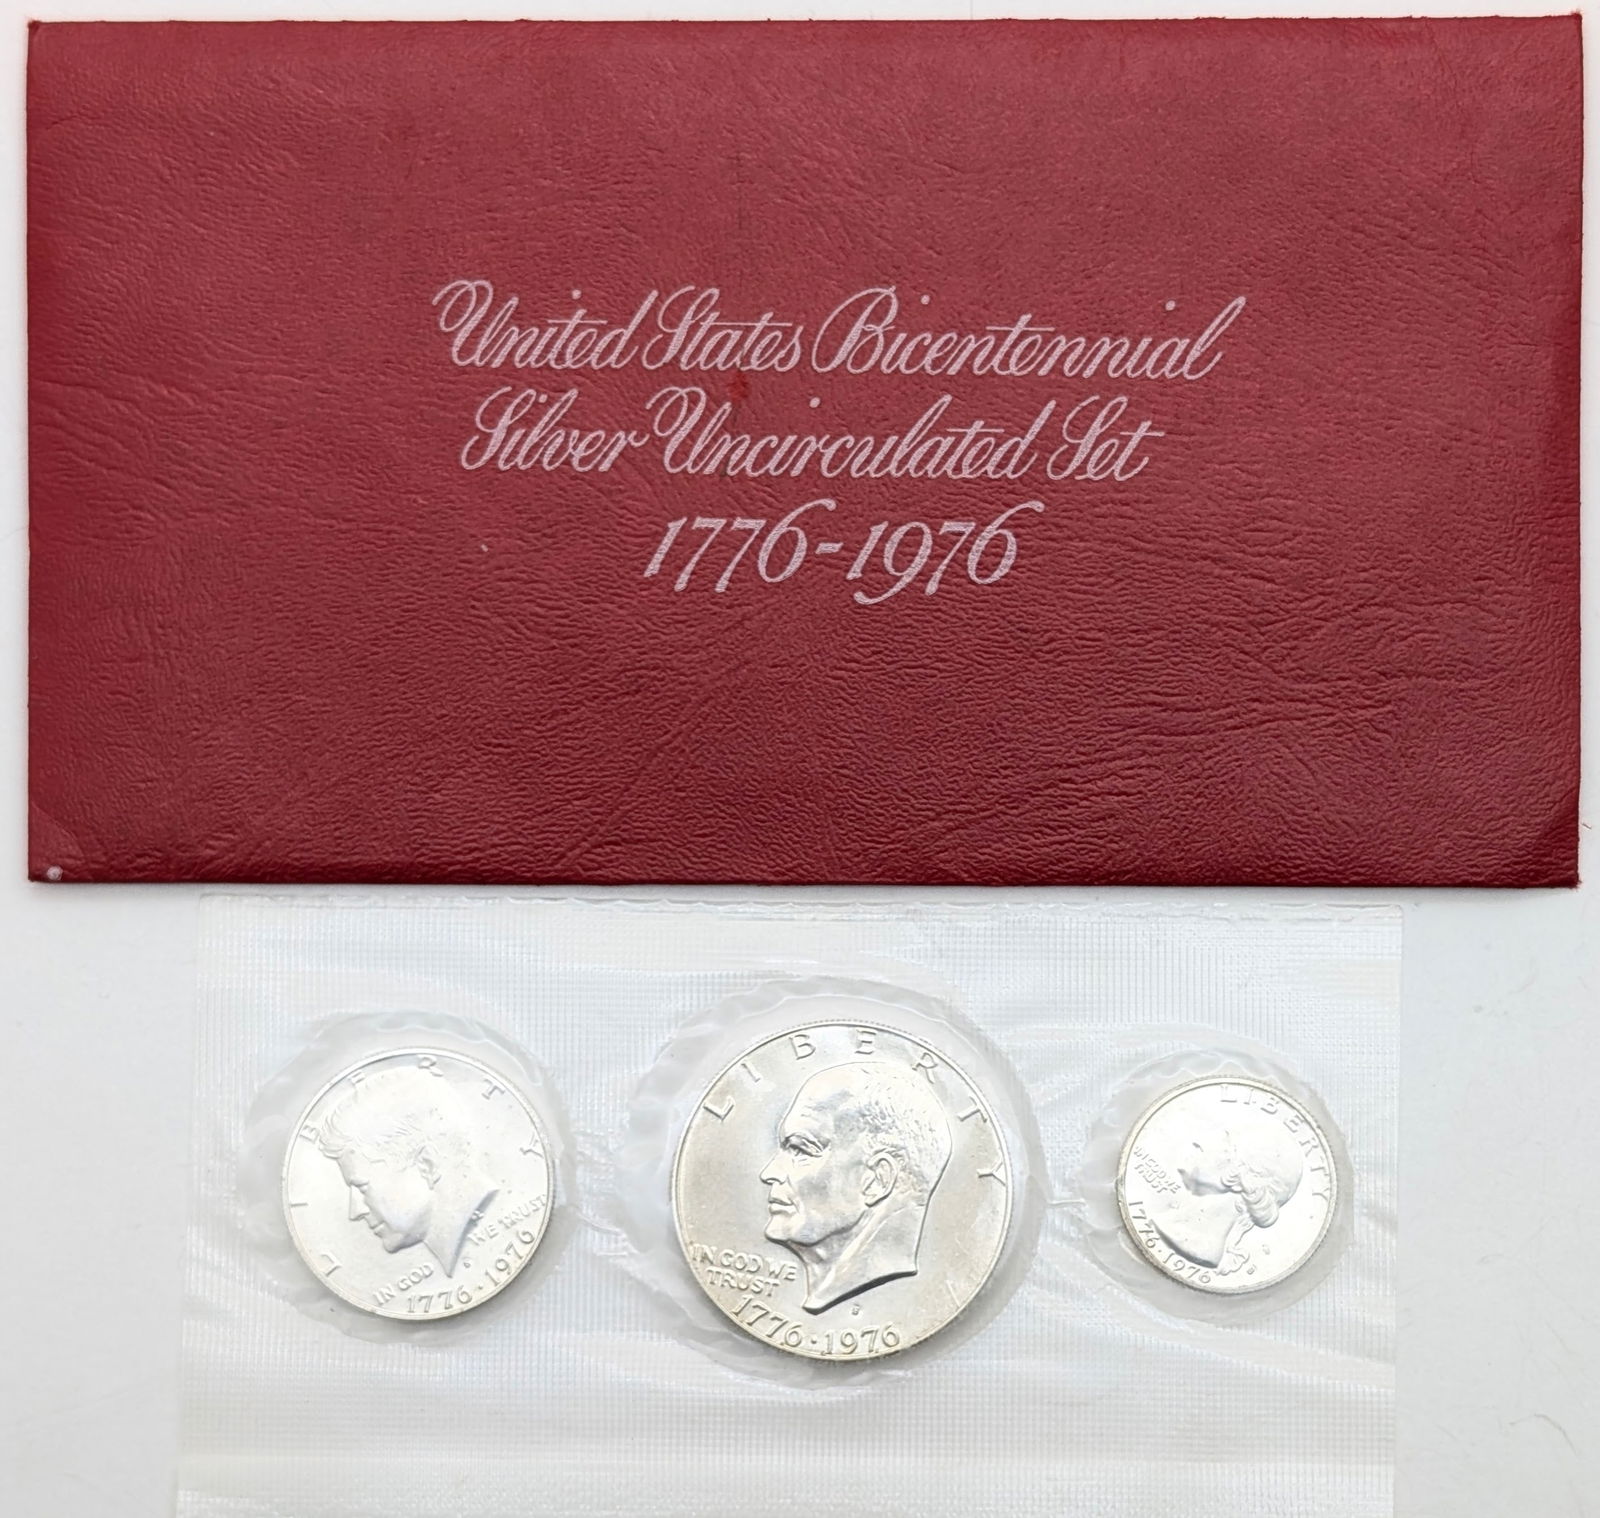 United States Bicentennial
Silver Uncirculated Set
1776-1976
LIBERTY
IN GOD WE TRUST
1776·1976
LIBERTY
IN GOD WE
TRUST
1776·1976
LIBERTY
IN GOD WE
TRUST
1776·1976